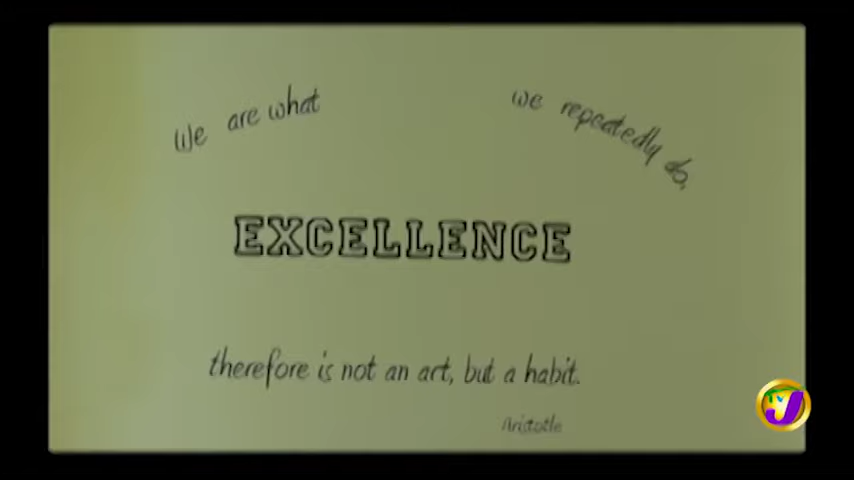 We are what we repeatedly do,
EXCELLENCE
therefore is not an art, but a habit.
Aristotle